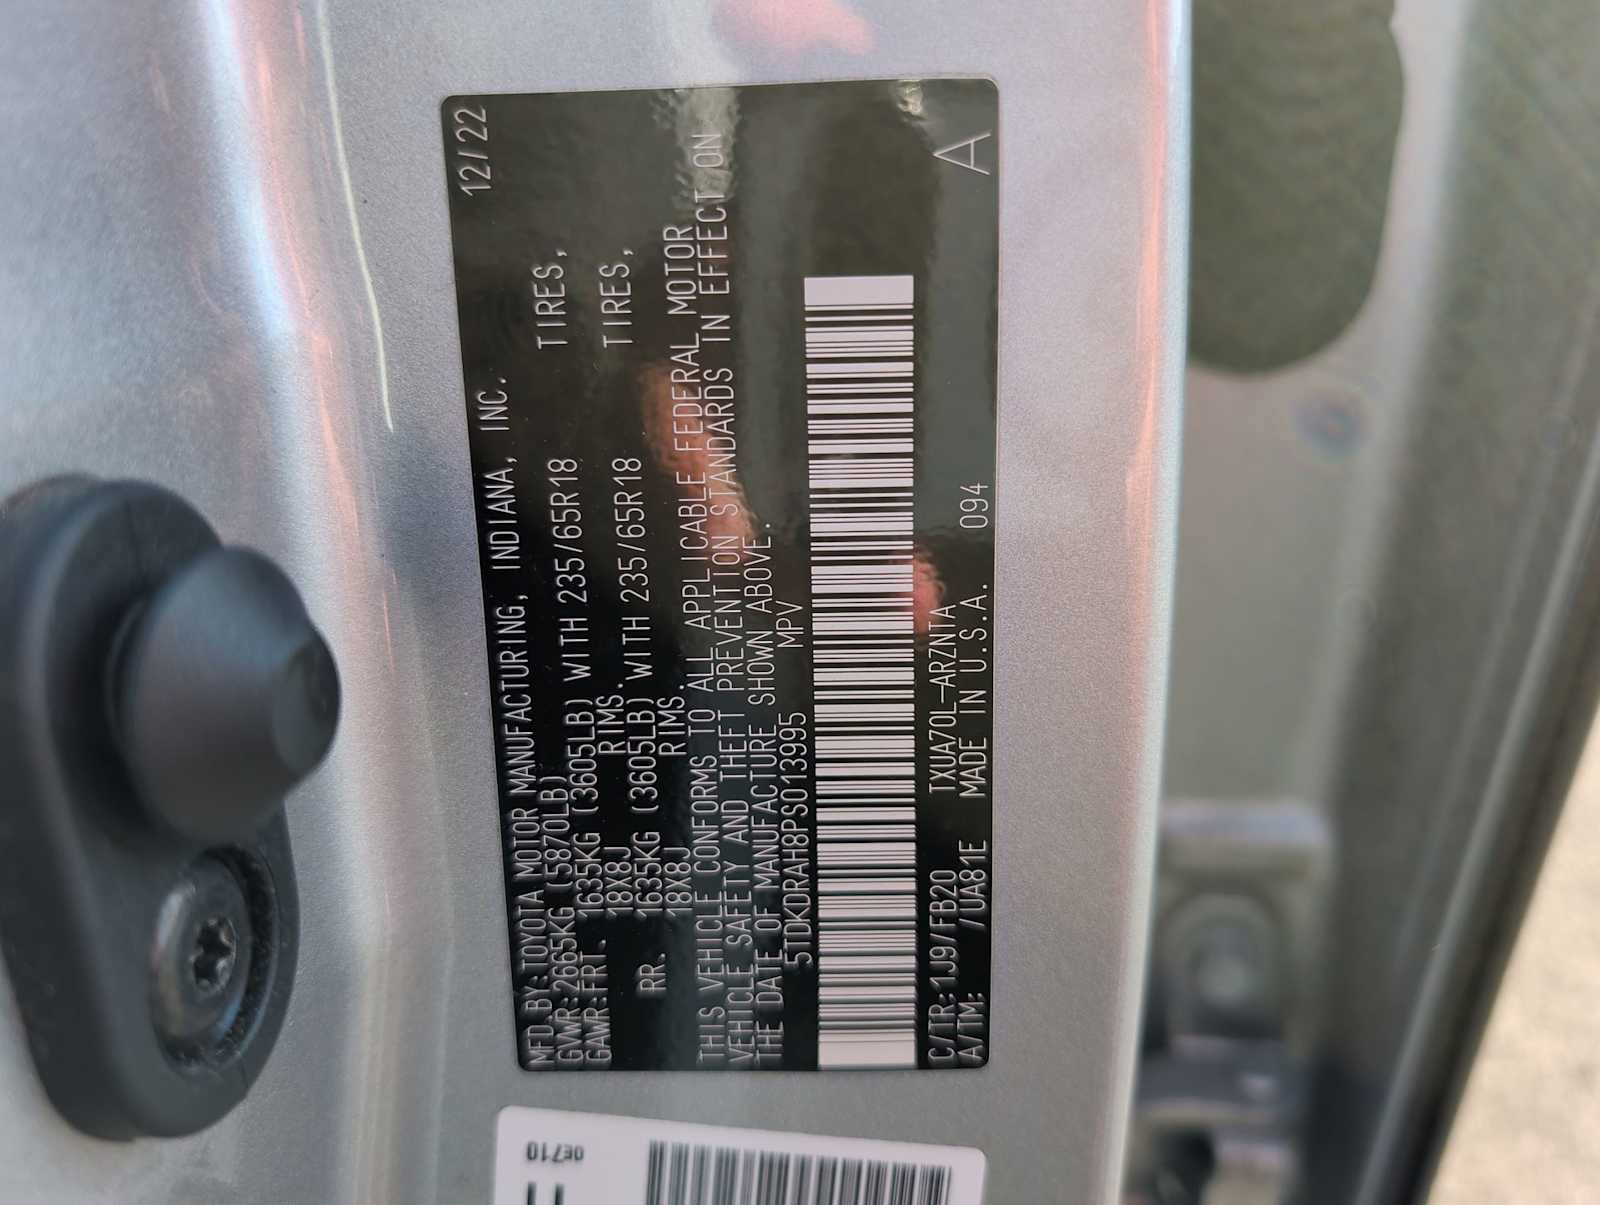 12/22
MFD. BY: TOYOTA MOTOR MANUFACTURING, INDIANA, INC.
GVWR: 2665KG (5870LB)
GAWR: FRT. 1635KG (3605LB) WITH 235/65R18 TIRES,
18X8J RIMS.
RR. 1635KG (3605LB) WITH 235/65R18 TIRES,
18X8J RIMS.
THIS VEHICLE CONFORMS TO ALL APPLICABLE FEDERAL MOTOR
VEHICLE SAFETY AND THEFT PREVENTION STANDARDS IN EFFECT ON
THE DATE OF MANUFACTURE SHOWN ABOVE.
5TDKDRAH8PS013995 MPV
C/TR: 1J9/FB20 TXUA70L-ARZNTA
A/TM: /UA81E MADE IN U.S.A. 094
A
0E710